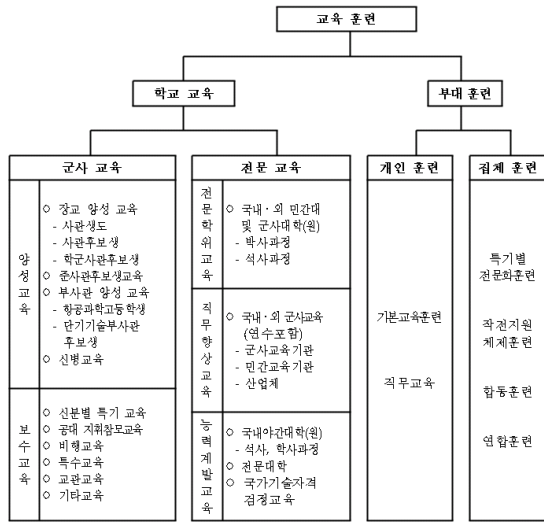 교육 훈련
학교 교육
부대 훈련
군사 교육
양성교육
○ 장교 양성 교육
- 사관생도
- 사관후보생
- 학군사관후보생
○ 준사관후보생교육
○ 부사관 양성 교육
- 항공과학고등학생
- 단기기술부사관
후보생
○ 신병교육
보수교육
○ 신분별 특기 교육
○ 공대 지휘참모교육
○ 비행교육
○ 특수교육
○ 교관교육
○ 기타교육
전문 교육
전문학위교육
○ 국내·외 민간대
및 군사대학(원)
- 박사과정
- 석사과정
직무향상교육
○ 국내·외 군사교육
(연수포함)
- 군사교육기관
- 민간교육기관
- 산업체
능력계발교육
○ 국내야간대학(원)
- 석사, 학사과정
○ 전문대학
○ 국가기술자격
검정교육
개인 훈련
기본교육훈련
직무교육
집체 훈련
특기별
전문화훈련
작전지원
체제훈련
합동훈련
연합훈련